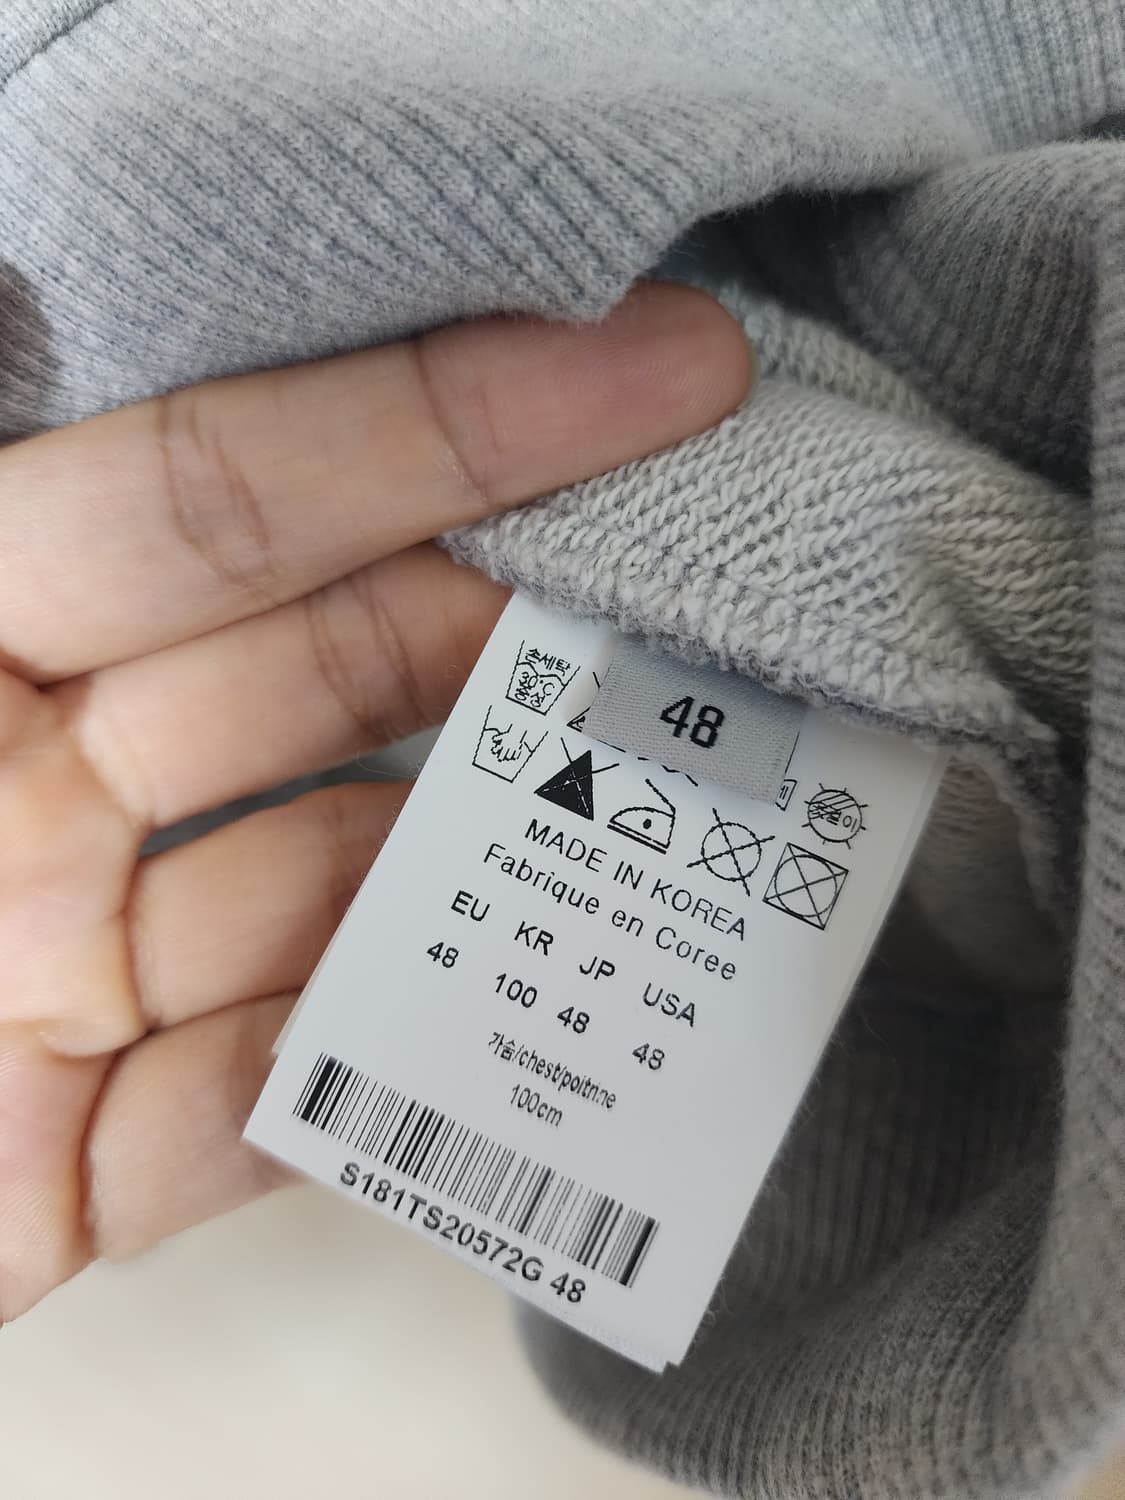 손세탁
30℃
중성
48
MADE IN KOREA
Fabrique en Coree
EU KR JP USA
48 100 48 48
가슴/chest/poitrine
100cm
S181TS20572G 48